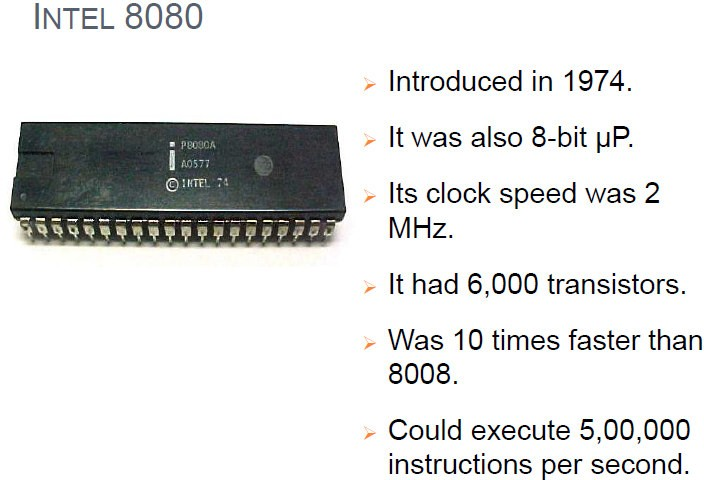 INTEL 8080
P8080A
A0577
© INTEL 74
➢ Introduced in 1974.
➢ It was also 8-bit µP.
➢ Its clock speed was 2
MHz.
➢ It had 6,000 transistors.
➢ Was 10 times faster than
8008.
➢ Could execute 5,00,000
instructions per second.